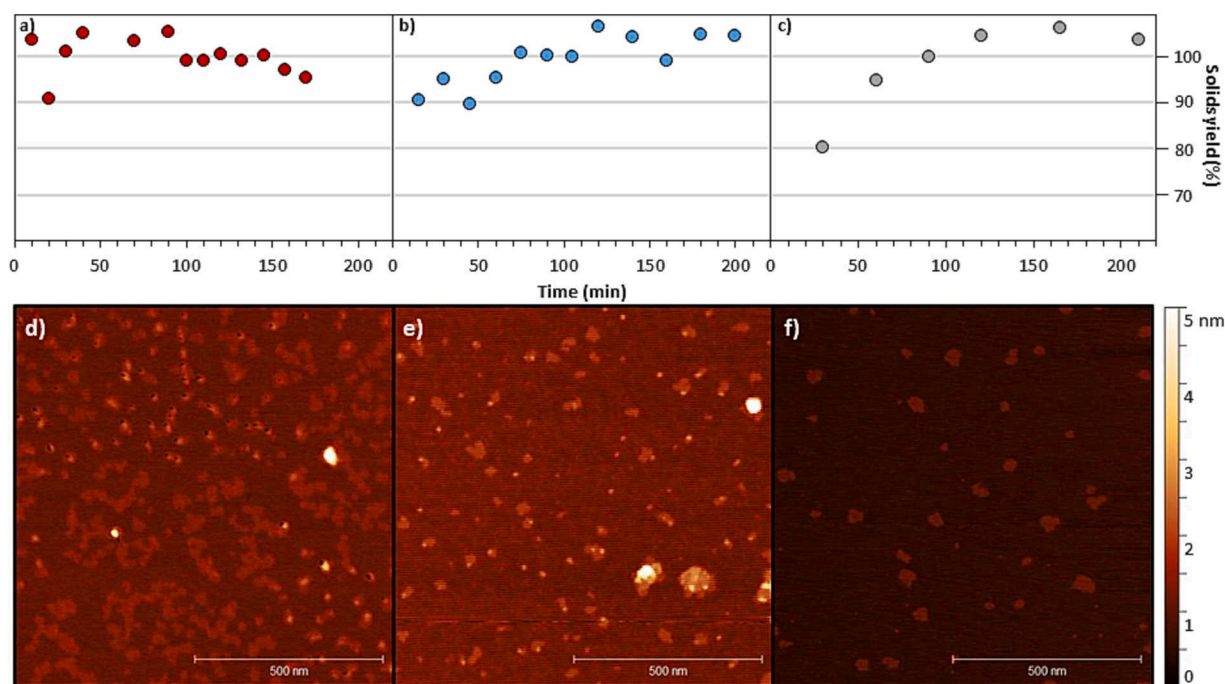 a) b) c)
100
90
80
70
Solids yield (%)
0 50 100 150 200 0 50 100 150 200 0 50 100 150 200
Time (min)
d) e) f)
5 nm
4
3
2
1
0
500 nm 500 nm 500 nm